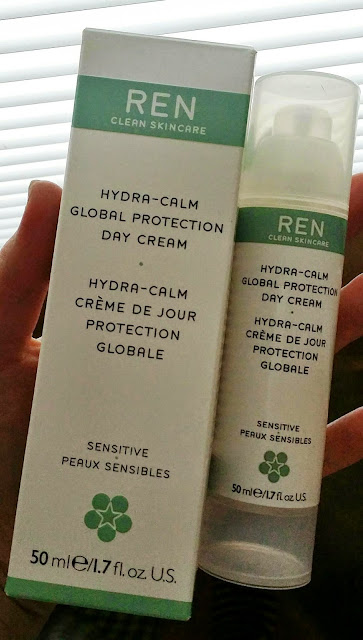 REN
CLEAN SKINCARE
HYDRA-CALM
GLOBAL PROTECTION
DAY CREAM
HYDRA-CALM
CRÈME DE JOUR
PROTECTION
GLOBALE
SENSITIVE
PEAUX SENSIBLES
50 ml℮/1.7 fl. oz. U.S.
REN
CLEAN SKINCARE
HYDRA-CALM
GLOBAL PROTECTION
DAY CREAM
HYDRA-CALM
CRÈME DE JOUR
PROTECTION
GLOBALE
SENSITIVE
PEAUX SENSIBLES
50 ml℮/1.7 fl. oz. U.S.